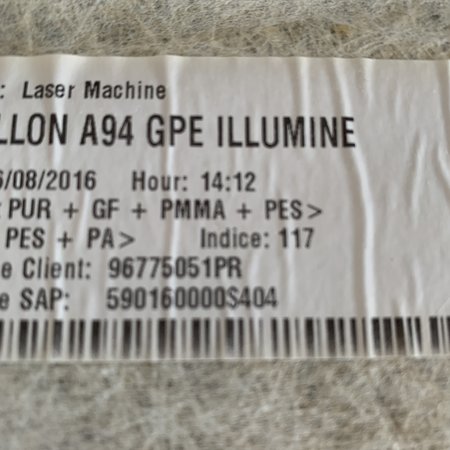 : Laser Machine
LLON A94 GPE ILLUMINE
6/08/2016 Hour: 14:12
PUR + GF + PMMA + PES>
PES + PA> Indice: 117
e Client: 96775051PR
e SAP: 590160000S404